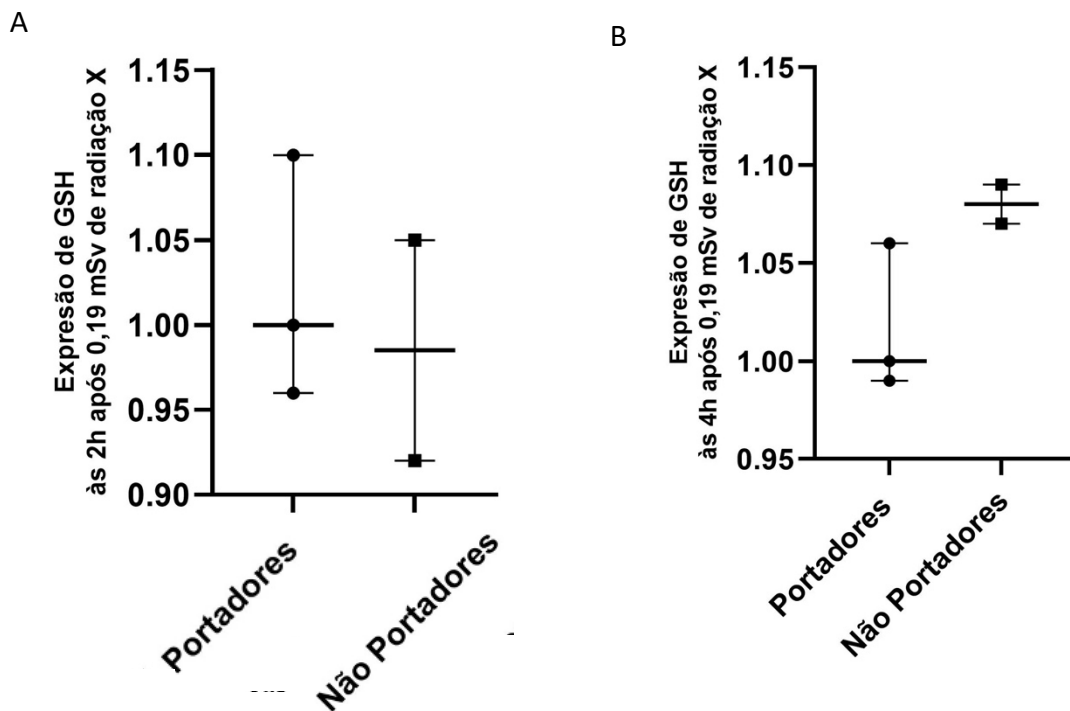 A
Expresão de GSH
às 2h após 0,19 mSv de radiação X
1.15
1.10
1.05
1.00
0.95
0.90
Portadores
Não Portadores
B
Expresão de GSH
às 4h após 0,19 mSv de radiação X
1.15
1.10
1.05
1.00
0.95
Portadores
Não Portadores